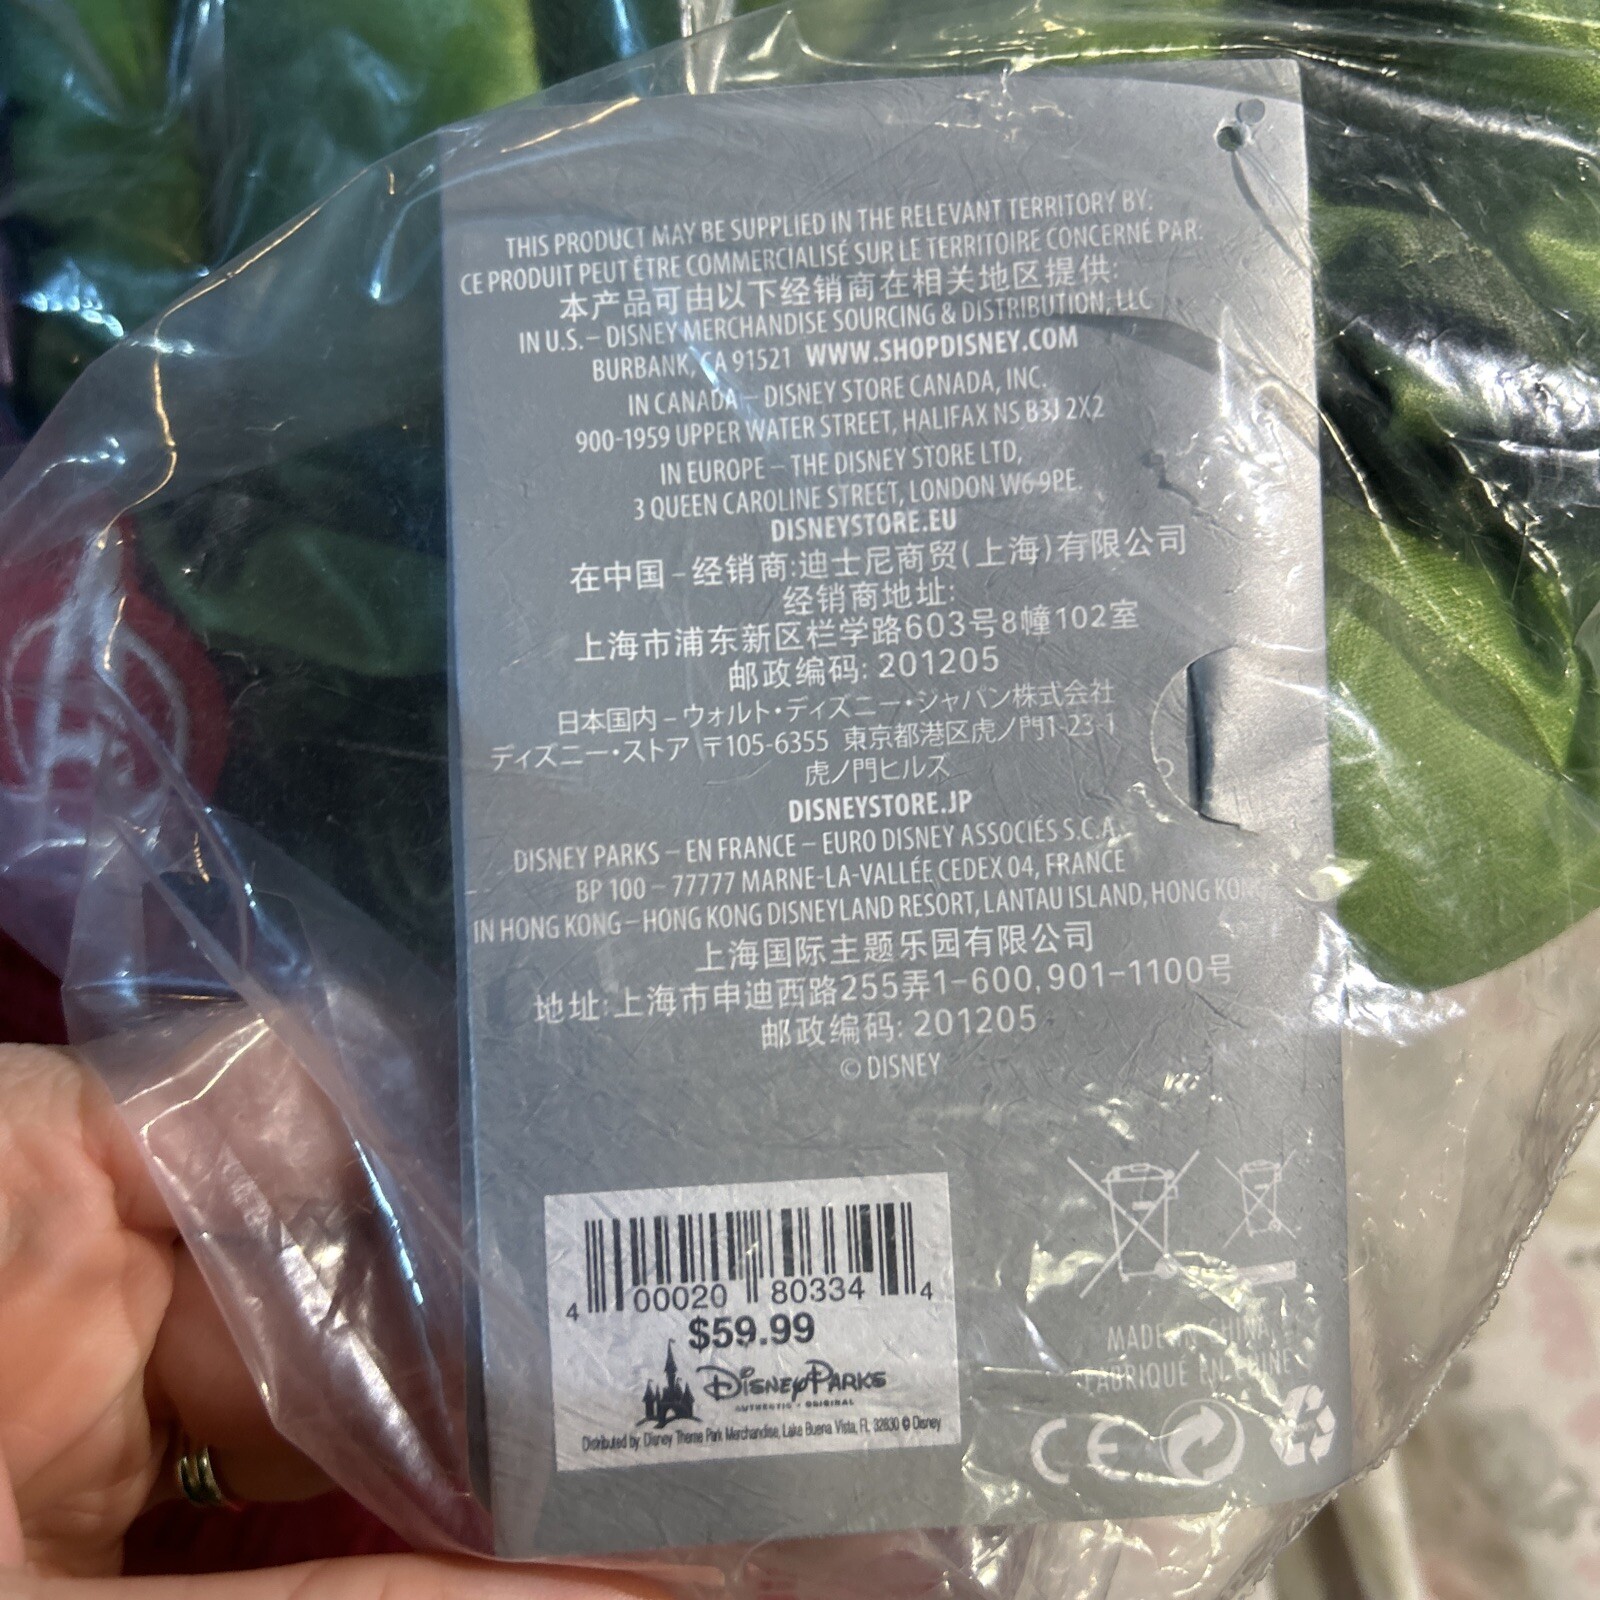 THIS PRODUCT MAY BE SUPPLIED IN THE RELEVANT TERRITORY BY:
CE PRODUIT PEUT ÊTRE COMMERCIALISÉ SUR LE TERRITOIRE CONCERNÉ PAR:
本产品可由以下经销商在相关地区提供:
IN U.S. – DISNEY MERCHANDISE SOURCING & DISTRIBUTION, LLC
BURBANK, CA 91521 WWW.SHOPDISNEY.COM
IN CANADA – DISNEY STORE CANADA, INC.
900-1959 UPPER WATER STREET, HALIFAX NS B3J 2X2
IN EUROPE – THE DISNEY STORE LTD,
3 QUEEN CAROLINE STREET, LONDON W6 9PE.
DISNEYSTORE.EU
在中国 – 经销商:迪士尼商贸(上海)有限公司
经销商地址:
上海市浦东新区栏学路603号8幢102室
邮政编码: 201205
日本国内 – ウォルト・ディズニー・ジャパン株式会社
ディズニー・ストア 〒105-6355 東京都港区虎ノ門1-23-1
虎ノ門ヒルズ
DISNEYSTORE.JP
DISNEY PARKS – EN FRANCE – EURO DISNEY ASSOCIÉS S.C.A.
BP 100 – 77777 MARNE-LA-VALLÉE CEDEX 04, FRANCE
IN HONG KONG – HONG KONG DISNEYLAND RESORT, LANTAU ISLAND, HONG KONG
上海国际主题乐园有限公司
地址:上海市申迪西路255弄1-600, 901-1100号
邮政编码: 201205
© DISNEY
4 00020 80334 4
$59.99
DISNEY PARKS
AUTHENTIC • ORIGINAL
Distributed by: Disney Theme Park Merchandise, Lake Buena Vista, FL 32830 © Disney
MADE IN CHINA
FABRIQUÉ EN CHINE
CE